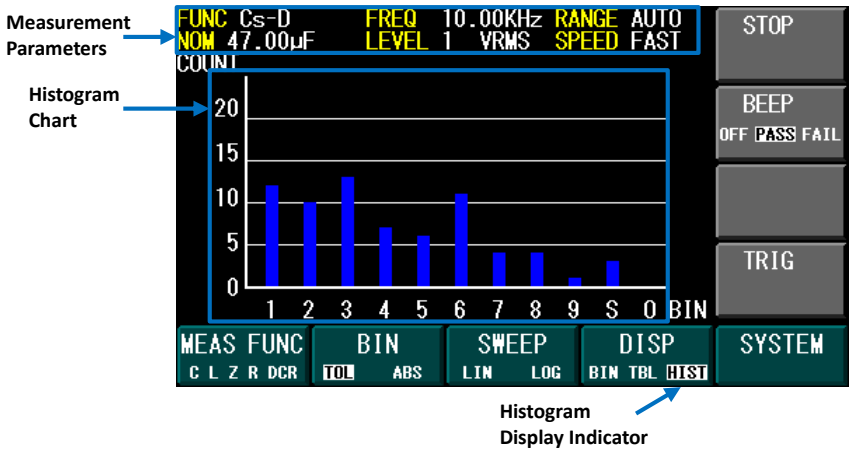 Measurement
Parameters
FUNC Cs-D FREQ 10.00KHz RANGE AUTO
NOM 47.00µF LEVEL 1 VRMS SPEED FAST
COUNT
Histogram
Chart
20
15
10
5
0
1 2 3 4 5 6 7 8 9 S O BIN
STOP
BEEP
OFF PASS FAIL
TRIG
MEAS FUNC
C L Z R DCR
BIN
TOL ABS
SWEEP
LIN LOG
DISP
BIN TBL HIST
SYSTEM
Histogram
Display Indicator